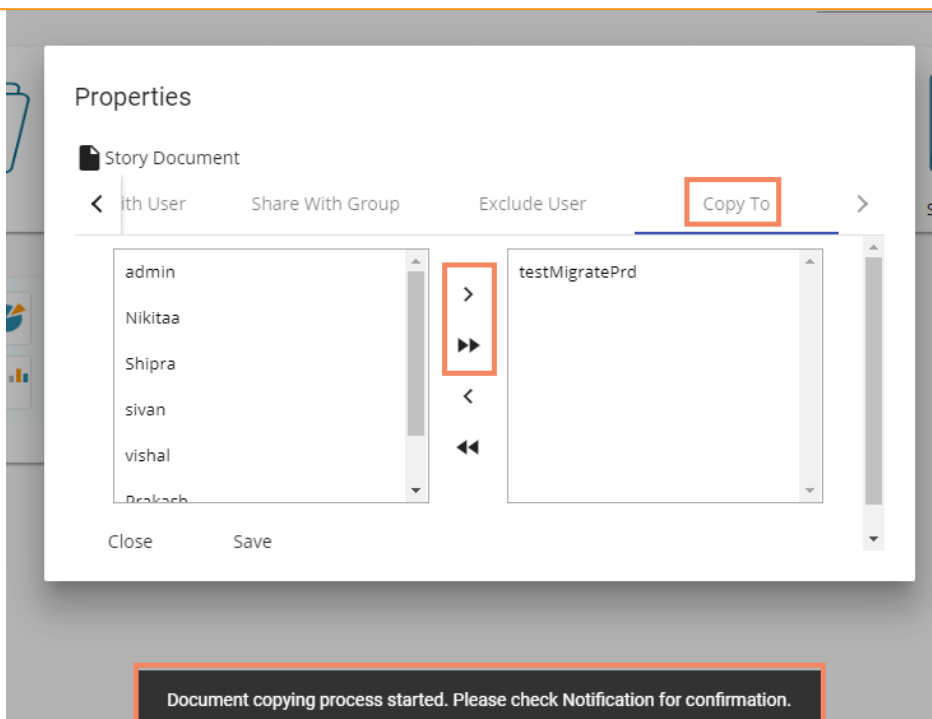 Properties
Story Document
ith User Share With Group Exclude User Copy To
admin
Nikitaa
Shipra
sivan
vishal
Prakash
testMigratePrd
Close Save
Document copying process started. Please check Notification for confirmation.